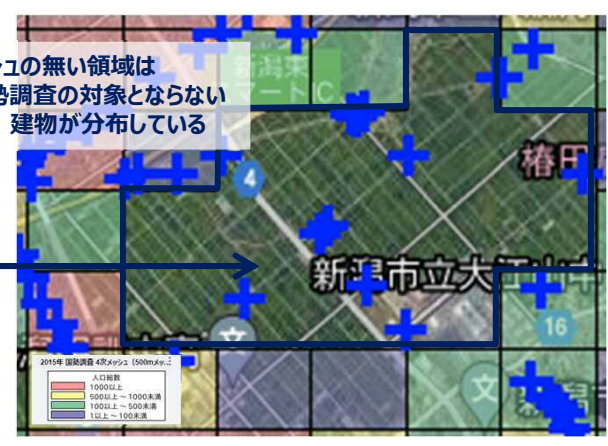 ュの無い領域は
勢調査の対象とならない
建物が分布している
新潟東
マートIC
4
椿田
新潟市立大江山中
16
文
文
2015年 国勢調査 4次メッシュ（500mメッ...
人口総数
1000以上
500以上～1000未満
100以上～500未満
1以上～100未満